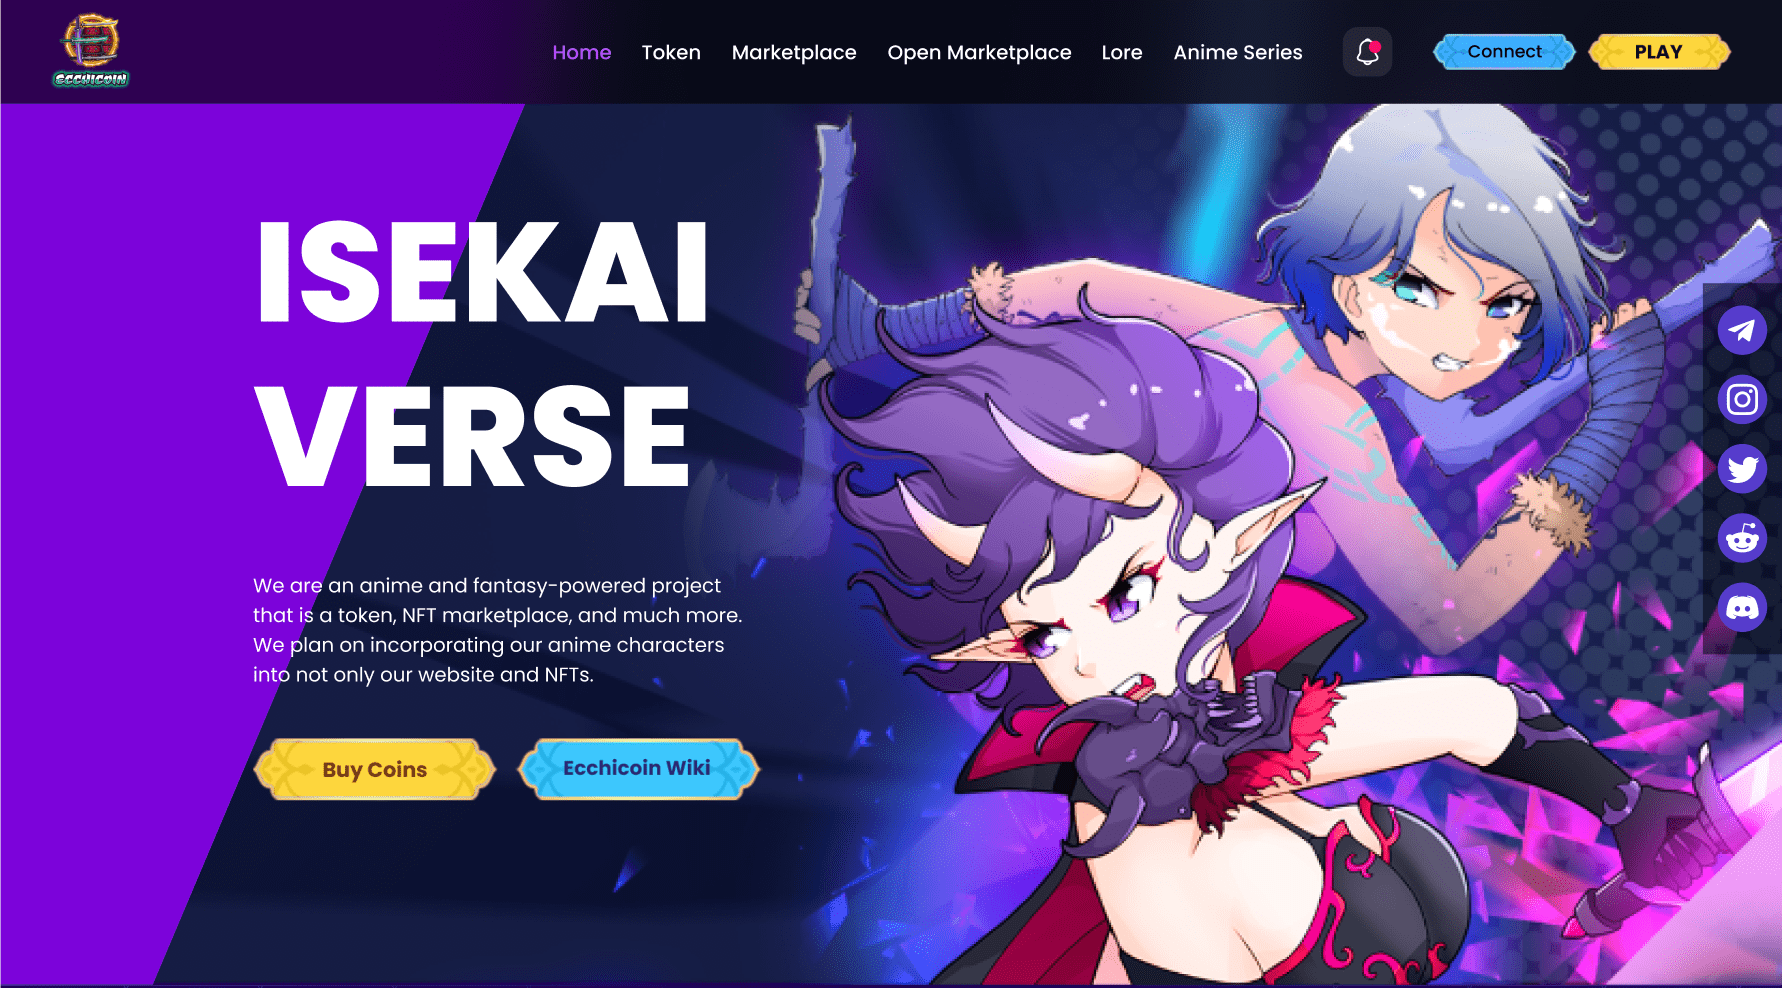 ECCHICOIN
Home Token Marketplace Open Marketplace Lore Anime Series Connect PLAY
ISEKAI
VERSE
We are an anime and fantasy-powered project
that is a token, NFT marketplace, and much more.
We plan on incorporating our anime characters
into not only our website and NFTs.
Buy Coins Ecchicoin Wiki